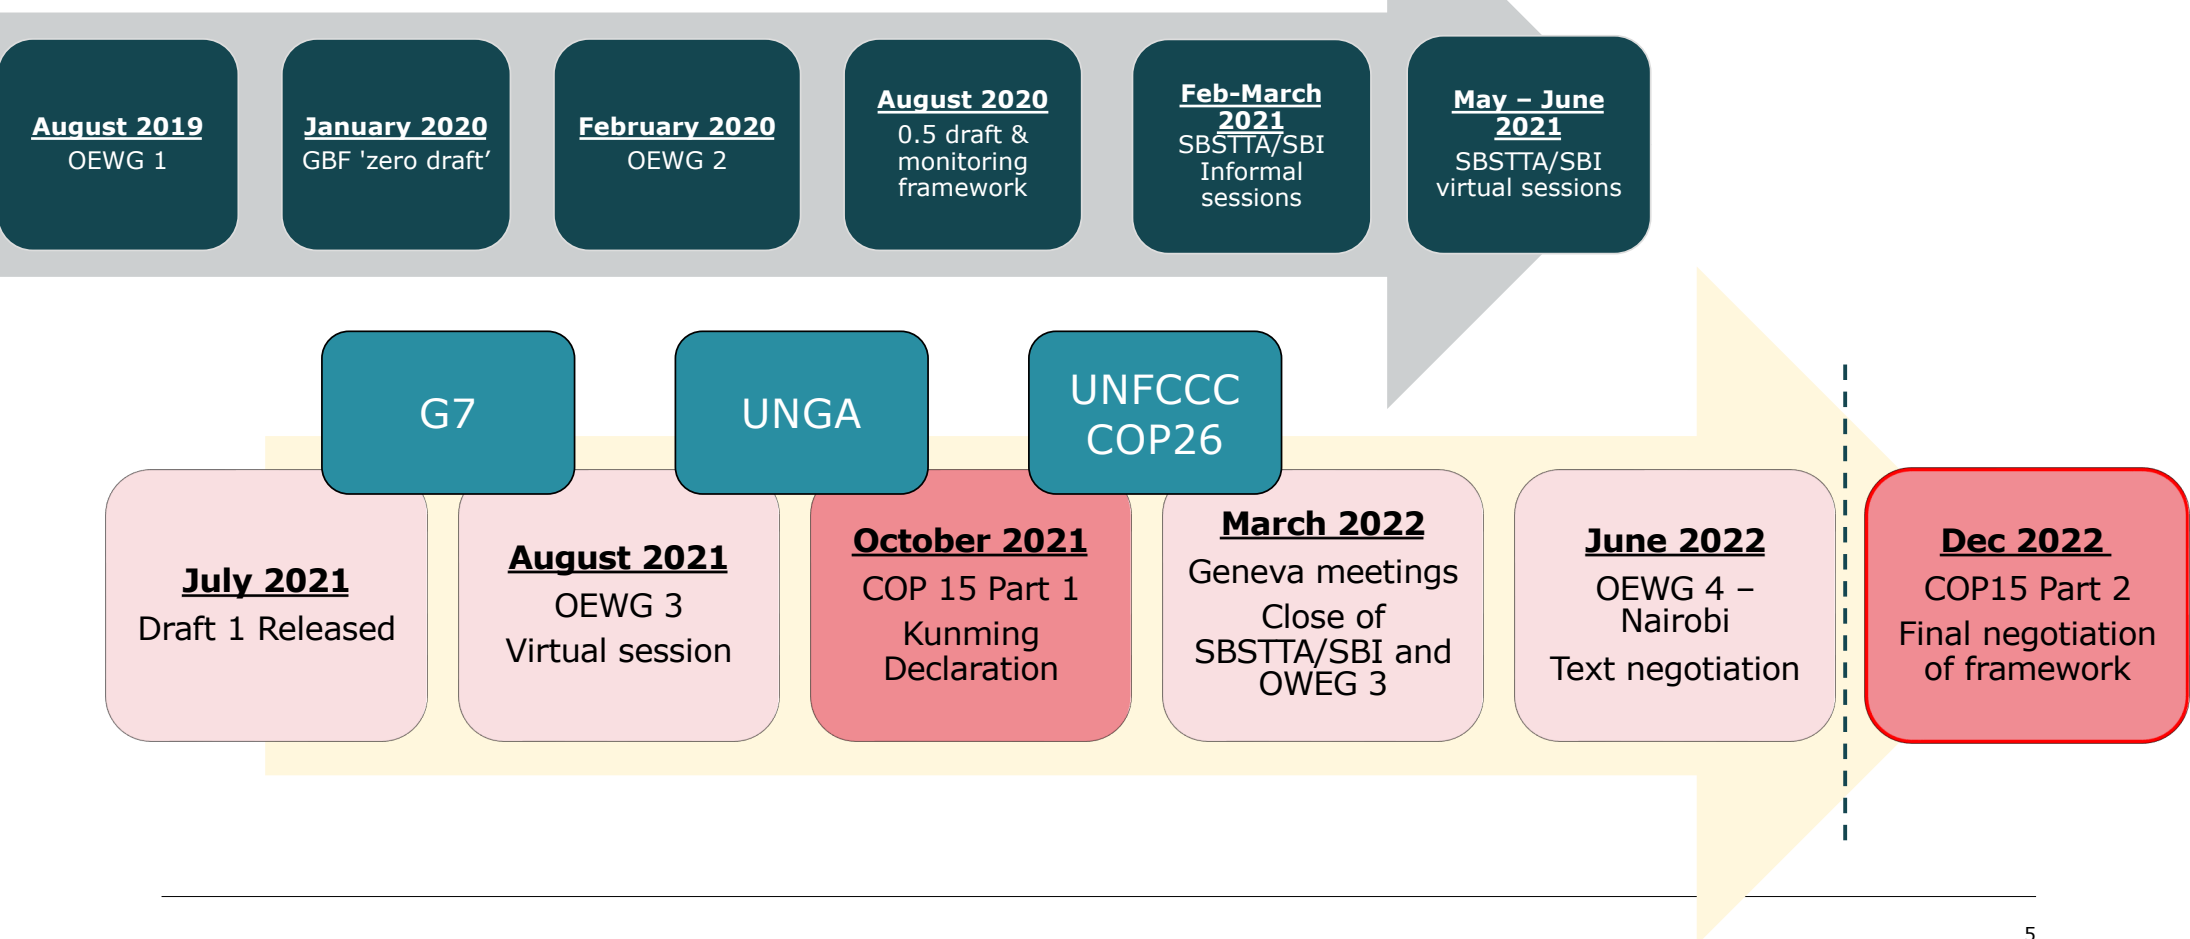 August 2019
OEWG 1
January 2020
GBF 'zero draft’
February 2020
OEWG 2
August 2020
0.5 draft &
monitoring
framework
Feb-March
2021
SBSTTA/SBI
Informal
sessions
May – June
2021
SBSTTA/SBI
virtual sessions
G7
UNGA
UNFCCC
COP26
July 2021
Draft 1 Released
August 2021
OEWG 3
Virtual session
October 2021
COP 15 Part 1
Kunming
Declaration
March 2022
Geneva meetings
Close of
SBSTTA/SBI and
OWEG 3
June 2022
OEWG 4 –
Nairobi
Text negotiation
Dec 2022
COP15 Part 2
Final negotiation
of framework
5